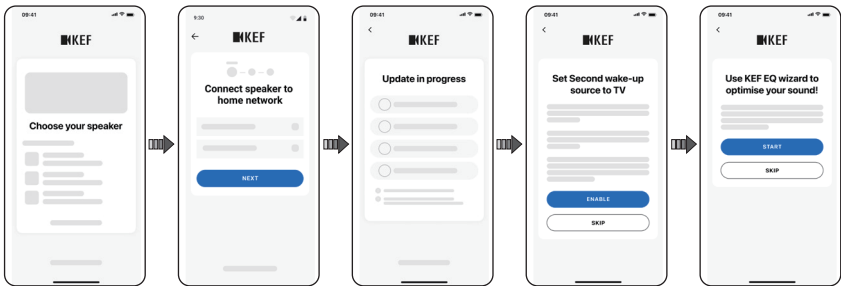 09:41
KEF
Choose your speaker
9:30
KEF
Connect speaker to
home network
NEXT
09:41
KEF
Update in progress
09:41
KEF
Set Second wake-up
source to TV
ENABLE
SKIP
09:41
KEF
Use KEF EQ wizard to
optimise your sound!
START
SKIP